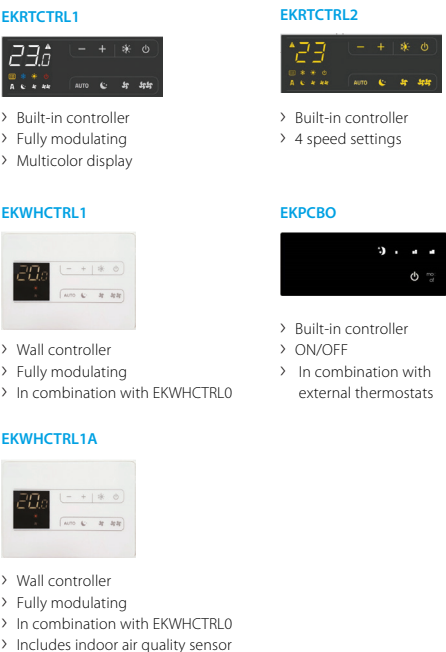 EKRTCTRL1
23.0
AUTO
> Built-in controller
> Fully modulating
> Multicolor display
EKRTCTRL2
23
AUTO
> Built-in controller
> 4 speed settings
EKWHCTRL1
20.0
AUTO
> Wall controller
> Fully modulating
> In combination with EKWHCTRL0
EKPCBO
> Built-in controller
> ON/OFF
> In combination with
external thermostats
EKWHCTRL1A
20.0
AUTO
> Wall controller
> Fully modulating
> In combination with EKWHCTRL0
> Includes indoor air quality sensor